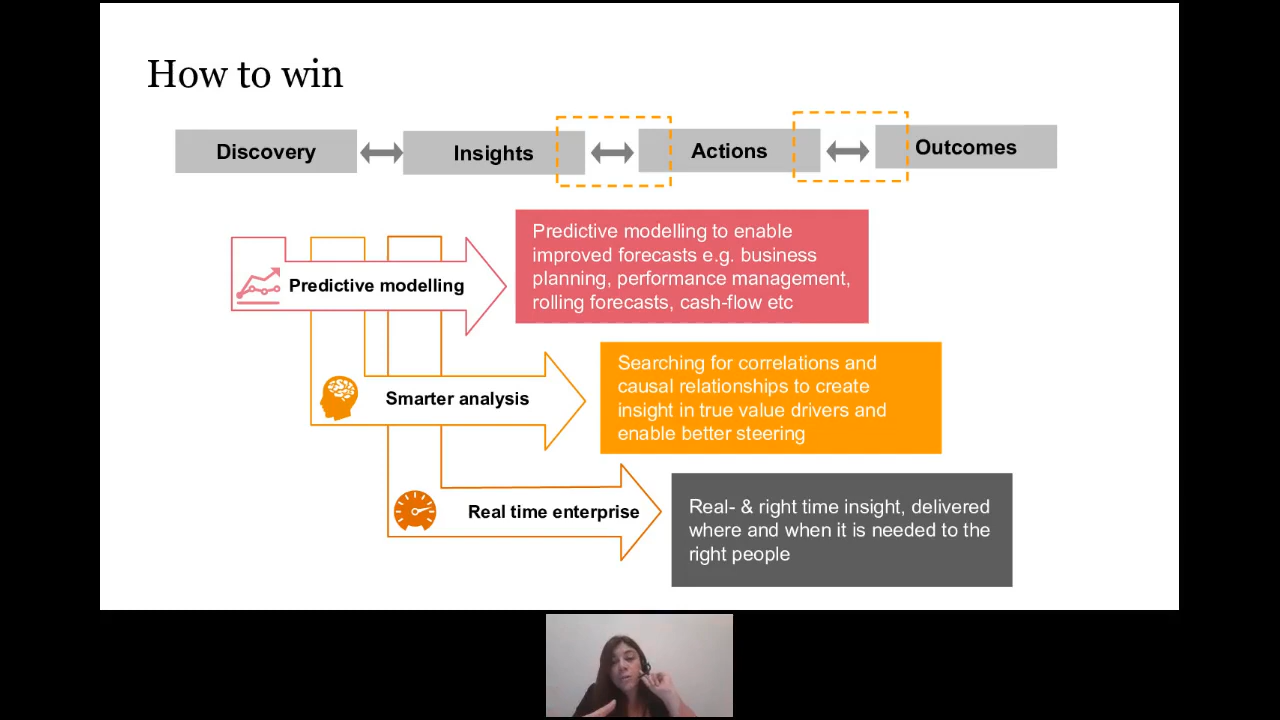 How to win
Discovery
Insights
Actions
Outcomes
Predictive modelling
Predictive modelling to enable
improved forecasts e.g. business
planning, performance management,
rolling forecasts, cash-flow etc
Smarter analysis
Searching for correlations and
causal relationships to create
insight in true value drivers and
enable better steering
Real time enterprise
Real- & right time insight, delivered
where and when it is needed to the
right people